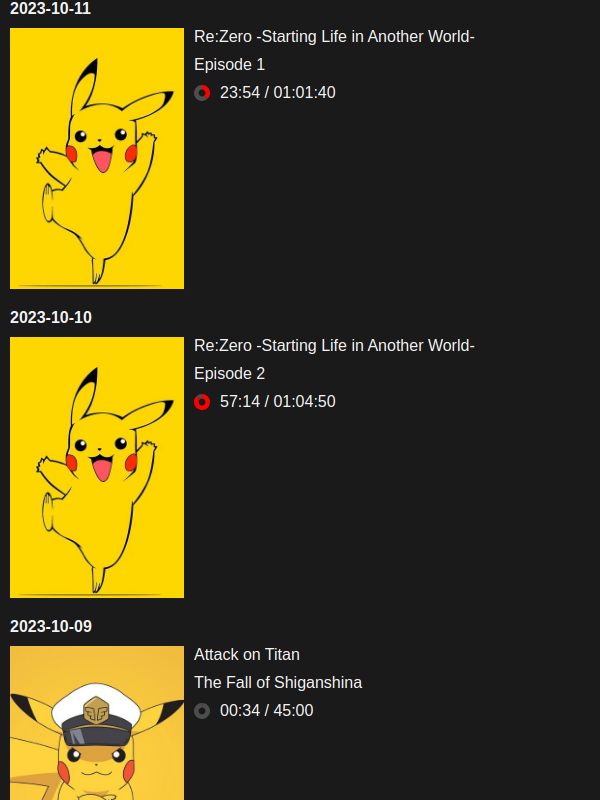 2023-10-11
Re:Zero -Starting Life in Another World-
Episode 1
23:54 / 01:01:40
2023-10-10
Re:Zero -Starting Life in Another World-
Episode 2
57:14 / 01:04:50
2023-10-09
Attack on Titan
The Fall of Shiganshina
00:34 / 45:00